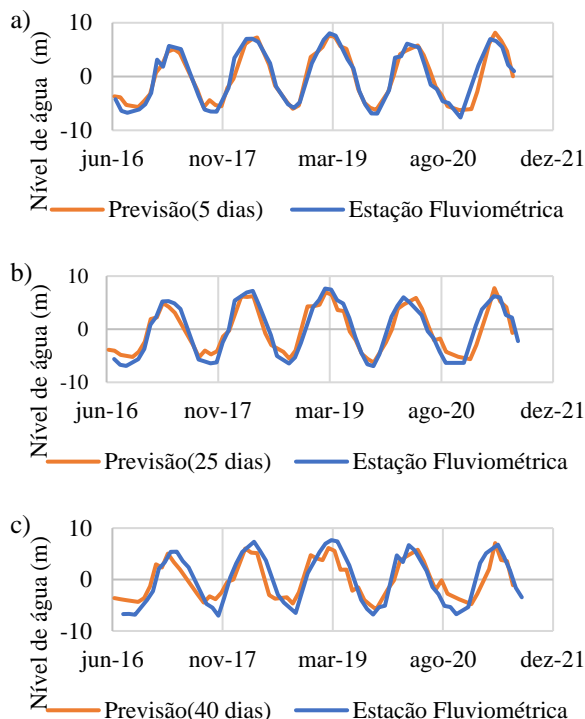 a)
Nível de água (m)
10
0
-10
jun-16 nov-17 mar-19 ago-20 dez-21
Previsão(5 dias) Estação Fluviométrica
b)
Nível de água (m)
10
0
-10
jun-16 nov-17 mar-19 ago-20 dez-21
Previsão(25 dias) Estação Fluviométrica
c)
Nível de água (m)
10
0
-10
jun-16 nov-17 mar-19 ago-20 dez-21
Previsão(40 dias) Estação Fluviométrica